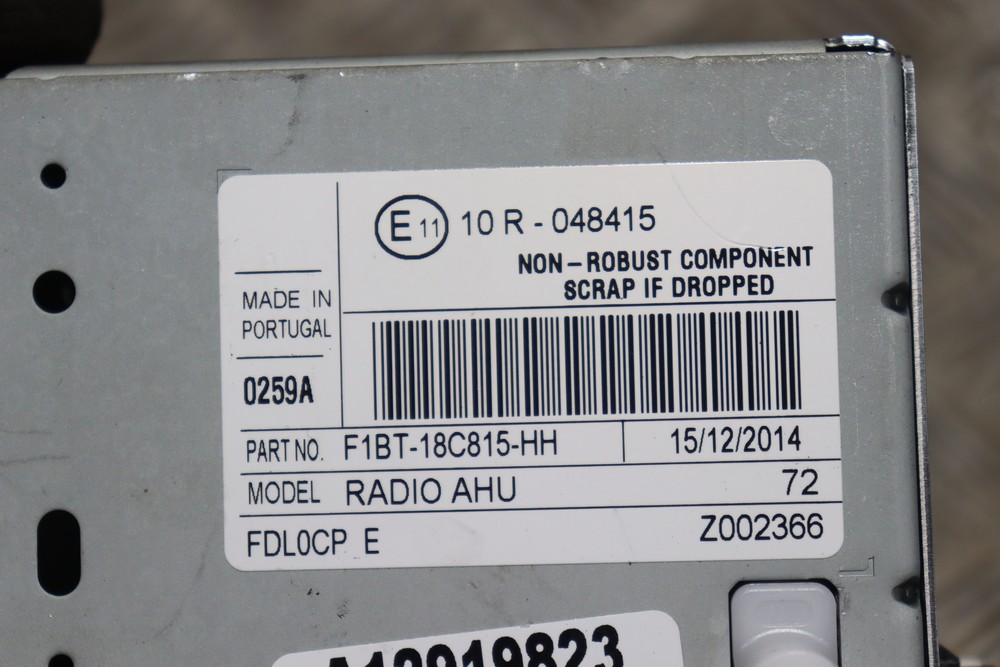 E 11 10 R - 048415
NON-ROBUST COMPONENT
SCRAP IF DROPPED
MADE IN
PORTUGAL
0259A
PART NO. F1BT-18C815-HH 15/12/2014
MODEL RADIO AHU 72
FDL0CP E Z002366